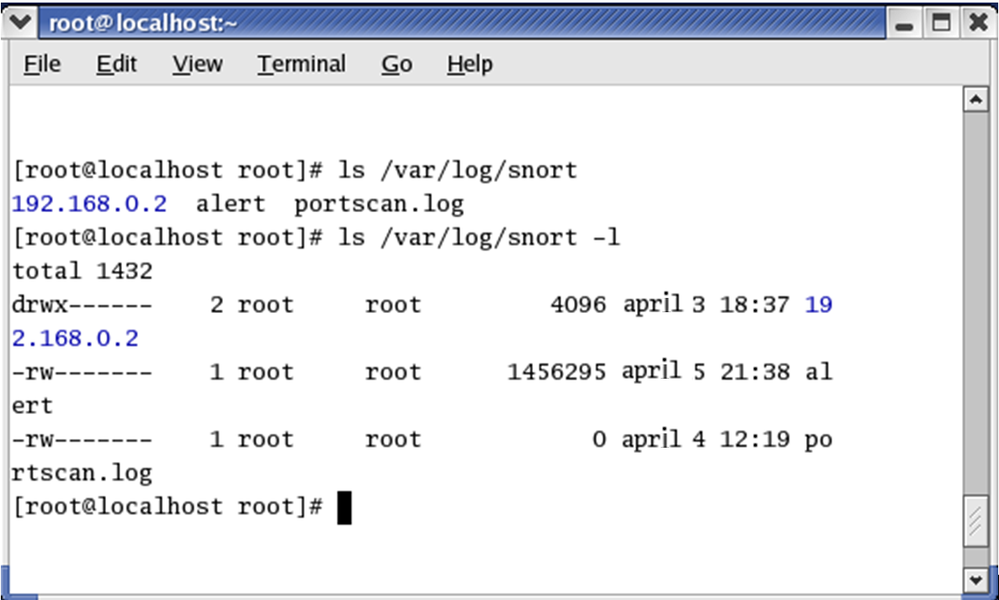 root@localhost:~
File Edit View Terminal Go Help
[root@localhost root]# ls /var/log/snort
192.168.0.2 alert portscan.log
[root@localhost root]# ls /var/log/snort -l
total 1432
drwx------ 2 root root 4096 april 3 18:37 19
2.168.0.2
-rw------- 1 root root 1456295 april 5 21:38 al
ert
-rw------- 1 root root 0 april 4 12:19 po
rtscan.log
[root@localhost root]#